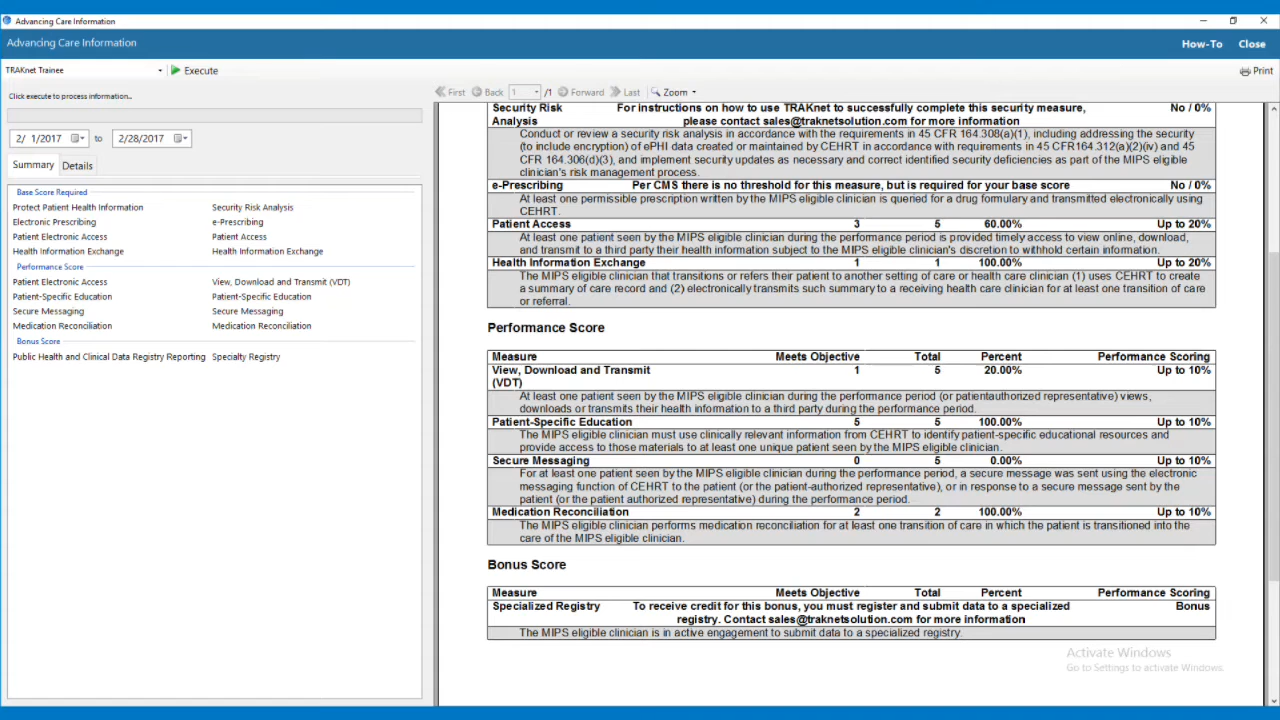 Advancing Care Information
Advancing Care Information
How-To Close
TRAKnet Trainee
Execute
Print
Click execute to process information...
First Back 1 /1 Forward Last Zoom
2/ 1/2017 to 2/28/2017
Summary Details
Base Score Required
Protect Patient Health Information Security Risk Analysis
Electronic Prescribing e-Prescribing
Patient Electronic Access Patient Access
Health Information Exchange Health Information Exchange
Performance Score
Patient Electronic Access View, Download and Transmit (VDT)
Patient-Specific Education Patient-Specific Education
Secure Messaging Secure Messaging
Medication Reconciliation Medication Reconciliation
Bonus Score
Public Health and Clinical Data Registry Reporting Specialty Registry
Security Risk For instructions on how to use TRAKnet to successfully complete this security measure, No / 0%
Analysis please contact sales@traknetsolution.com for more information
Conduct or review a security risk analysis in accordance with the requirements in 45 CFR 164.308(a)(1), including addressing the security
(to include encryption) of ePHI data created or maintained by CEHRT in accordance with requirements in 45 CFR164.312(a)(2)(iv) and 45
CFR 164.306(d)(3), and implement security updates as necessary and correct identified security deficiencies as part of the MIPS eligible
clinician's risk management process.
e-Prescribing Per CMS there is no threshold for this measure, but is required for your base score No / 0%
At least one permissible prescription written by the MIPS eligible clinician is queried for a drug formulary and transmitted electronically using
CEHRT.
Patient Access 3 5 60.00% Up to 20%
At least one patient seen by the MIPS eligible clinician during the performance period is provided timely access to view online, download,
and transmit to a third party their health information subject to the MIPS eligible clinician's discretion to withhold certain information.
Health Information Exchange 1 1 100.00% Up to 20%
The MIPS eligible clinician that transitions or refers their patient to another setting of care or health care clinician (1) uses CEHRT to create
a summary of care record and (2) electronically transmits such summary to a receiving health care clinician for at least one transition of care
or referral.
Performance Score
Measure Meets Objective Total Percent Performance Scoring
View, Download and Transmit 1 5 20.00% Up to 10%
(VDT)
At least one patient seen by the MIPS eligible clinician during the performance period (or patientauthorized representative) views,
downloads or transmits their health information to a third party during the performance period.
Patient-Specific Education 5 5 100.00% Up to 10%
The MIPS eligible clinician must use clinically relevant information from CEHRT to identify patient-specific educational resources and
provide access to those materials to at least one unique patient seen by the MIPS eligible clinician.
Secure Messaging 0 5 0.00% Up to 10%
For at least one patient seen by the MIPS eligible clinician during the performance period, a secure message was sent using the electronic
messaging function of CEHRT to the patient (or the patient-authorized representative), or in response to a secure message sent by the
patient (or the patient authorized representative) during the performance period.
Medication Reconciliation 2 2 100.00% Up to 10%
The MIPS eligible clinician performs medication reconciliation for at least one transition of care in which the patient is transitioned into the
care of the MIPS eligible clinician.
Bonus Score
Measure Meets Objective Total Percent Performance Scoring
Specialized Registry To receive credit for this bonus, you must register and submit data to a specialized Bonus
registry. Contact sales@traknetsolution.com for more information
The MIPS eligible clinician is in active engagement to submit data to a specialized registry.
Activate Windows
Go to Settings to activate Windows.